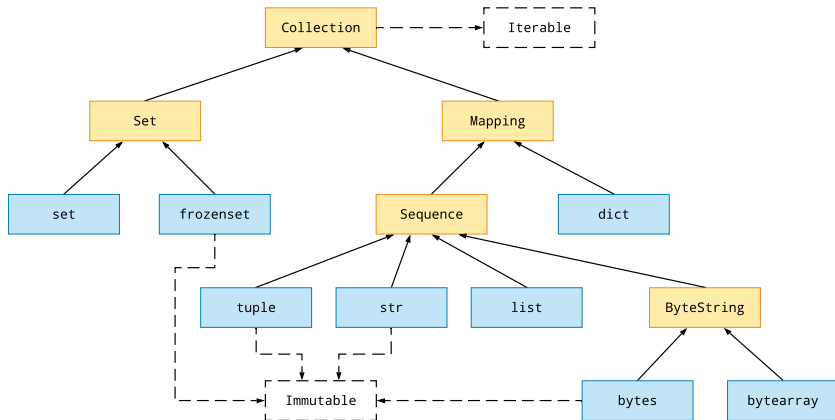 Collection
Iterable
Set
Mapping
set
frozenset
Sequence
dict
tuple
str
list
ByteString
Immutable
bytes
bytearray